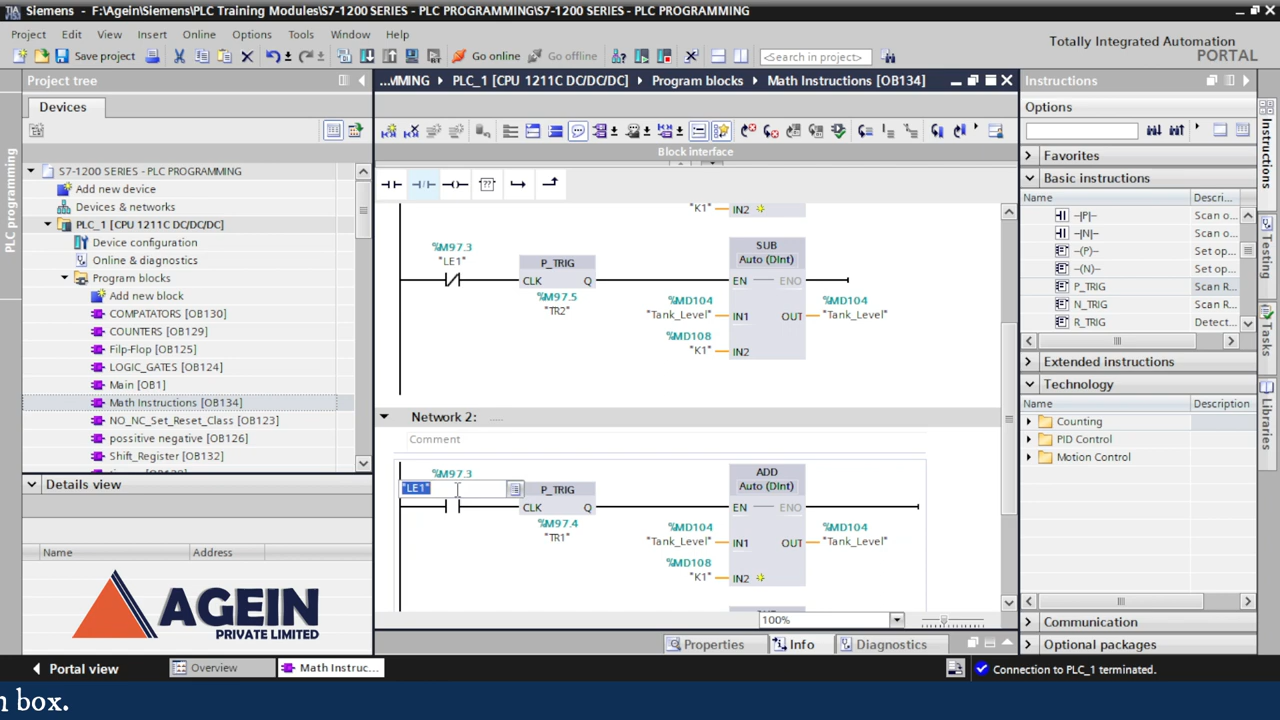 Siemens - F:\Agein\Siemens\PLC Training Modules\S7-1200 SERIES - PLC PROGRAMMING\S7-1200 SERIES - PLC PROGRAMMING
Project Edit View Insert Online Options Tools Window Help
Totally Integrated Automation
PORTAL
Save project
Go online
Go offline
<Search in project>
Project tree
...MMING
PLC_1 [CPU 1211C DC/DC/DC]
Program blocks
Math Instructions [OB134]
Instructions
Devices
Options
PLC programming
Block interface
S7-1200 SERIES - PLC PROGRAMMING
Add new device
Devices & networks
PLC_1 [CPU 1211C DC/DC/DC]
Device configuration
Online & diagnostics
Program blocks
Add new block
COMPATATORS [OB130]
COUNTERS [OB129]
Filp-Flop [OB125]
LOGIC_GATES [OB124]
Main [OB1]
Math Instructions [OB134]
NO_NC_Set_Reset_Class [OB123]
possitive negative [OB126]
Shift_Register [OB132]
Details view
Name Address
AGEIN
PRIVATE LIMITED
"K1" IN2
%M97.3
"LE1"
P_TRIG
CLK Q
%M97.5
"TR2"
SUB
Auto (DInt)
EN ENO
%MD104
"Tank_Level" IN1
OUT
%MD104
"Tank_Level"
%MD108
"K1" IN2
Network 2: .....
Comment
%M97.3
"LE1"
P_TRIG
CLK Q
%M97.4
"TR1"
ADD
Auto (DInt)
EN ENO
%MD104
"Tank_Level" IN1
OUT
%MD104
"Tank_Level"
%MD108
"K1" IN2
100%
Properties
Info
Diagnostics
Favorites
Basic instructions
Name Descri...
-|P|- Scan o...
-|N|- Scan o...
-(P)- Set op...
-(N)- Set op...
P_TRIG Scan R...
N_TRIG Scan R...
R_TRIG Detect...
Extended instructions
Technology
Name Description
Counting
PID Control
Motion Control
Communication
Optional packages
Instructions
Testing
Tasks
Libraries
Portal view
Overview
Math Instruc...
Connection to PLC_1 terminated.
n box.